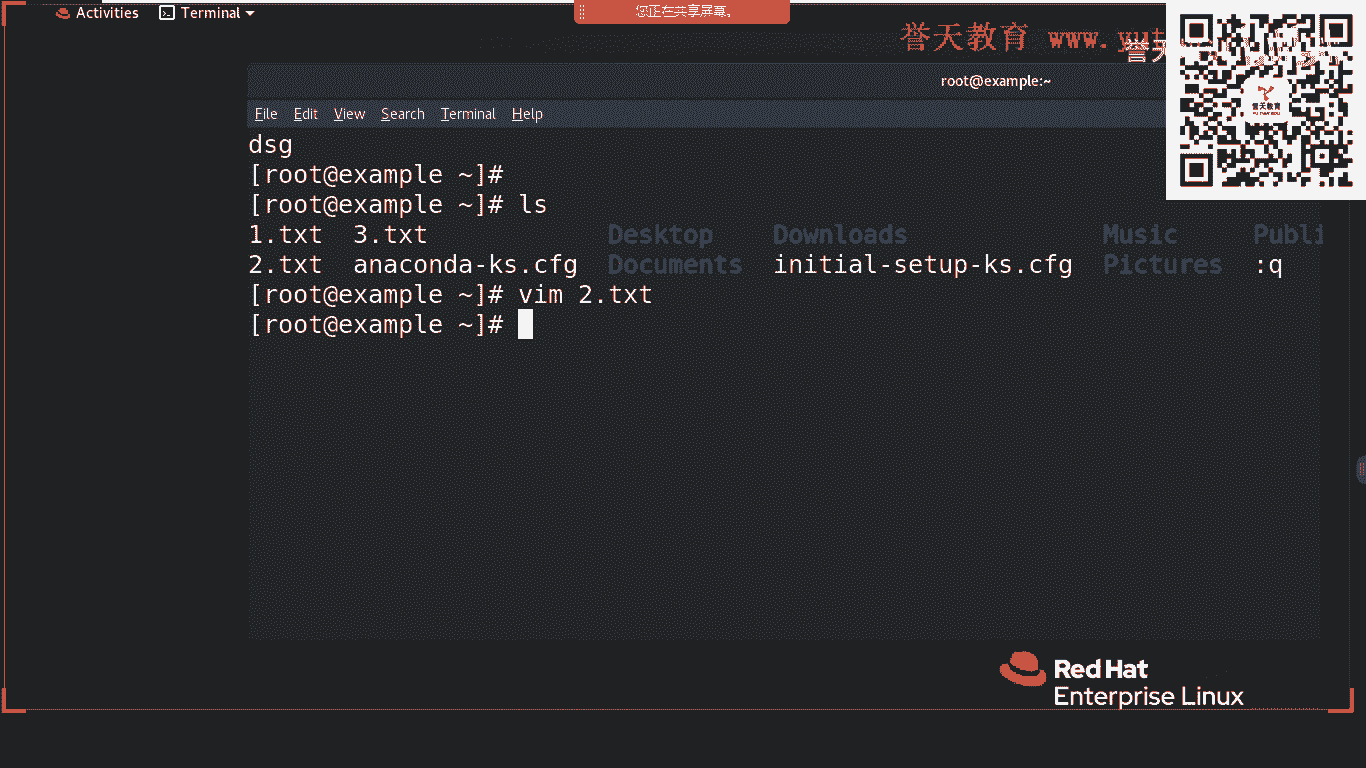 Activities Terminal
您正在共享屏幕。
誉天教育 www.yut
誉天
誉天教育
root@example:~
File Edit View Search Terminal Help
dsg
[root@example ~]#
[root@example ~]# ls
1.txt 3.txt Desktop Downloads Music Publi
2.txt anaconda-ks.cfg Documents initial-setup-ks.cfg Pictures :q
[root@example ~]# vim 2.txt
[root@example ~]#
Red Hat
Enterprise Linux